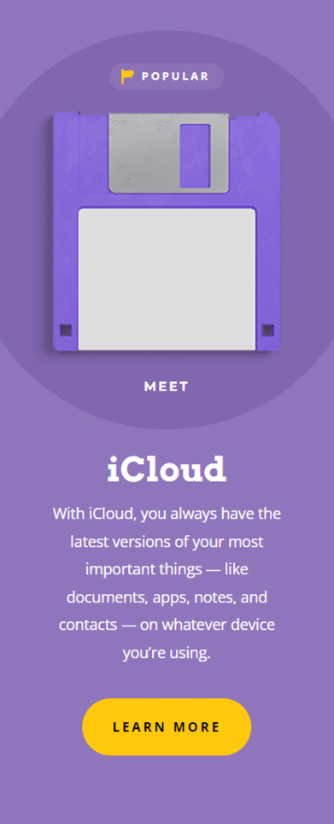 POPULAR
MEET
iCloud
With iCloud, you always have the
latest versions of your most
important things — like
documents, apps, notes, and
contacts — on whatever device
you're using.
LEARN MORE